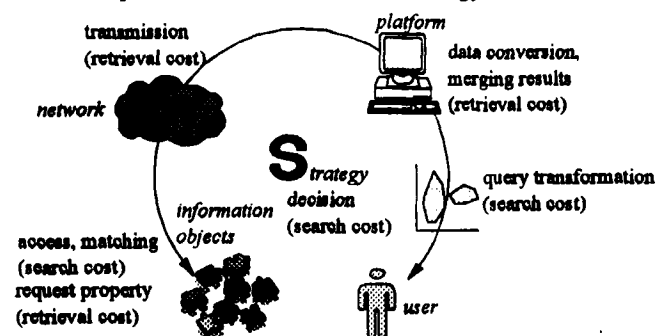 platform
transmission
(retrieval cost)
data conversion,
merging results
(retrieval cost)
network
Strategy
decision
(search cost)
query transformation
(search cost)
information
objects
access, matching
(search cost)
request property
(retrieval cost)
user